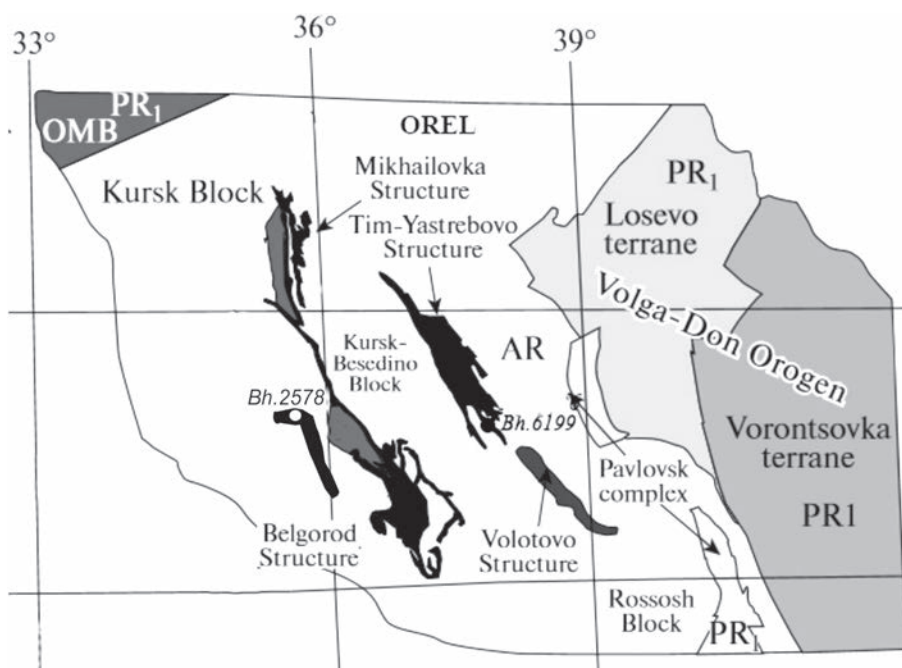 33°
36°
39°
PR₁
OMB
OREL
Kursk Block
Mikhailovka
Structure
Tim-Yastrebovo
Structure
PR₁
Losevo
terrane
Volga-Don Orogen
Kursk-
Besedino
Block
AR
Bh.2578
Bh.6199
Vorontsovka
terrane
PR1
Pavlovsk
complex
Belgorod
Structure
Volotovo
Structure
Rossosh
Block
PR₁